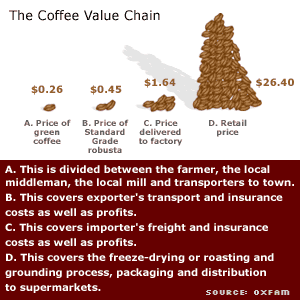 The Coffee Value Chain
$0.26
$0.45
$1.64
$26.40
A. Price of
green
coffee
B. Price of
Standard
Grade
robusta
C. Price
delivered
to factory
D. Retail
price
A. This is divided between the farmer, the local
middleman, the local mill and transporters to town.
B. This covers exporter's transport and insurance
costs as well as profits.
C. This covers importer's freight and insurance
costs as well as profits.
D. This covers the freeze-drying or roasting and
grounding process, packaging and distribution
to supermarkets.
SOURCE: OXFAM